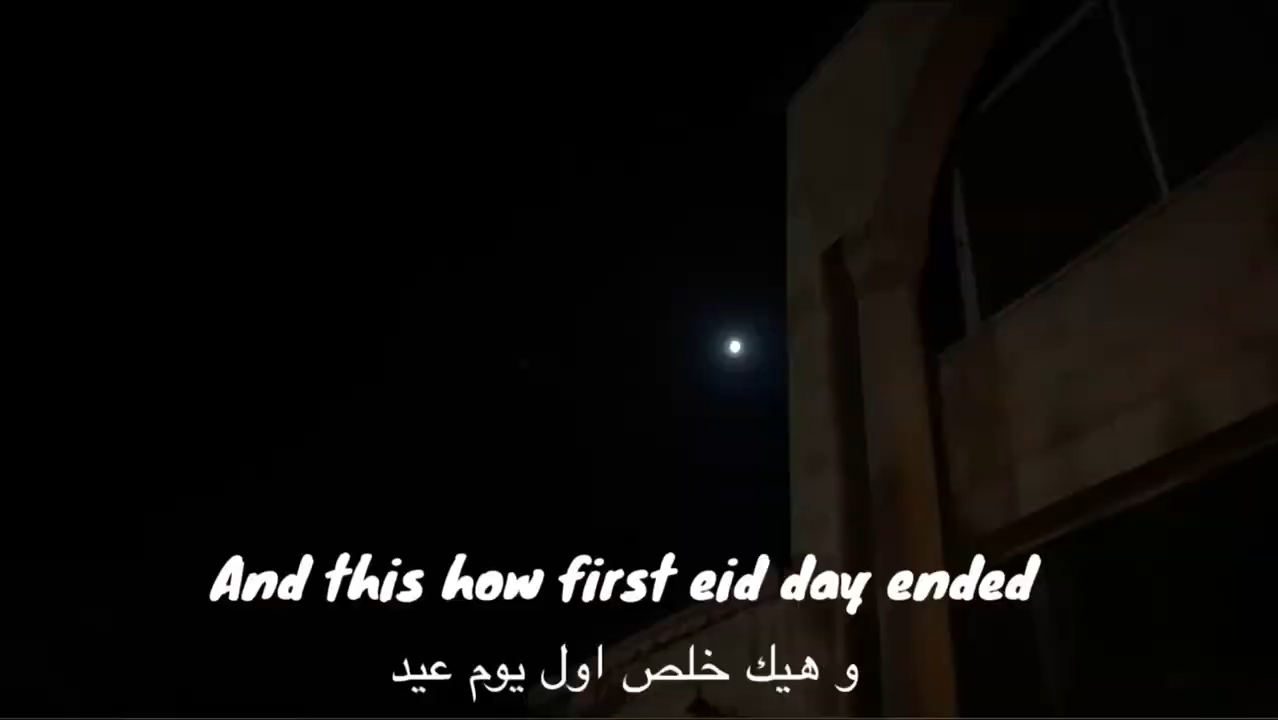 And this how first eid day ended
و هيك خلص اول يوم عيد